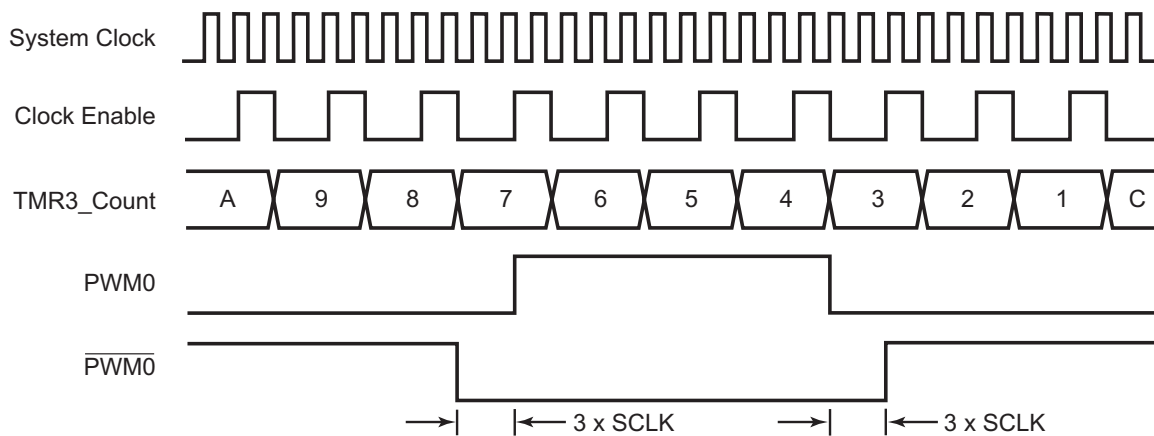 System Clock
Clock Enable
TMR3_Count A 9 8 7 6 5 4 3 2 1 C
PWM0
P̅W̅M̅0̅
3 x SCLK 3 x SCLK